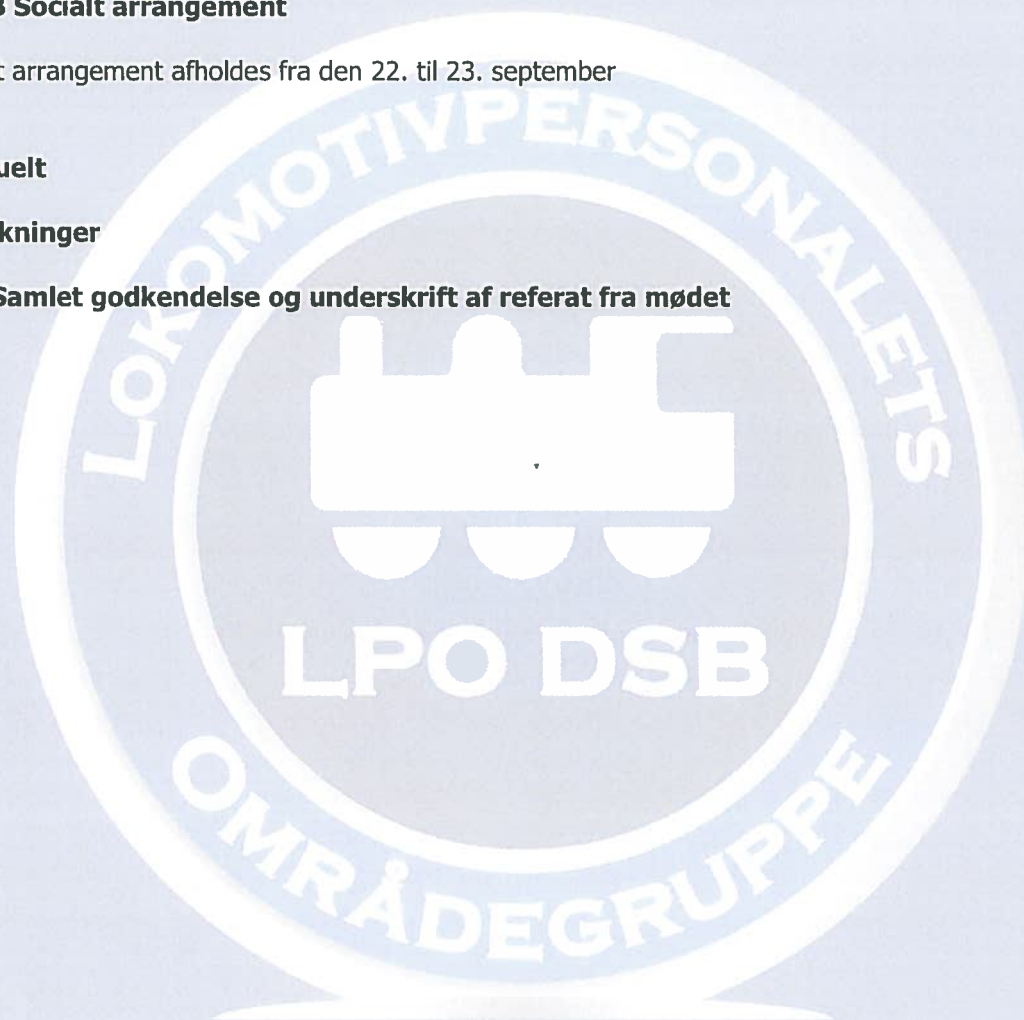 Socialt arrangement
t arrangement afholdes fra den 22. til 23. september
uelt
kninger
Samlet godkendelse og underskrift af referat fra mødet
LOKOMOTIVPERSONALETS
LPO DSB
OMRÅDEGRUPPE